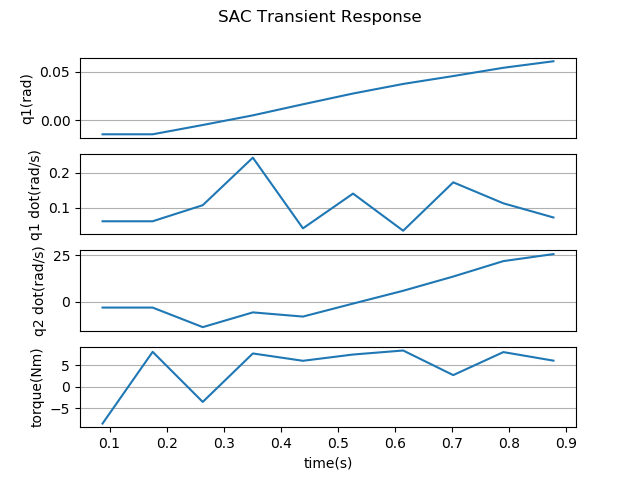 SAC Transient Response
q1(rad)
0.05
0.00
q1 dot(rad/s)
0.2
0.1
q2 dot(rad/s)
25
0
torque(Nm)
5
0
−5
0.1 0.2 0.3 0.4 0.5 0.6 0.7 0.8 0.9
time(s)